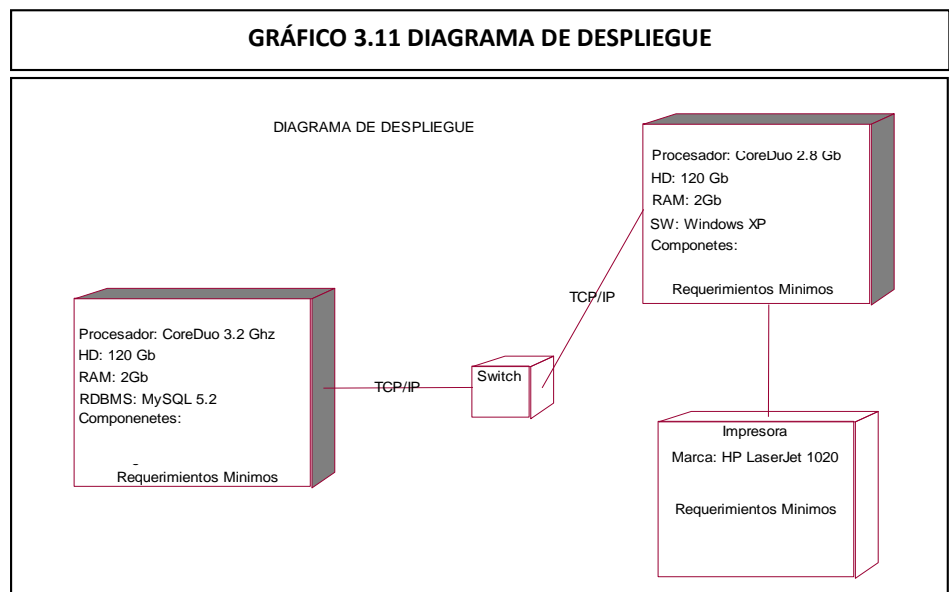 GRÁFICO 3.11 DIAGRAMA DE DESPLIEGUE
DIAGRAMA DE DESPLIEGUE
Procesador: CoreDuo 2.8 Gb
HD: 120 Gb
RAM: 2Gb
SW: Windows XP
Componetes:
Requerimientos Minimos
TCP/IP
Procesador: CoreDuo 3.2 Ghz
HD: 120 Gb
RAM: 2Gb
RDBMS: MySQL 5.2
Componenetes:
Requerimientos Minimos
TCP/IP
Switch
Impresora
Marca: HP LaserJet 1020
Requerimientos Minimos